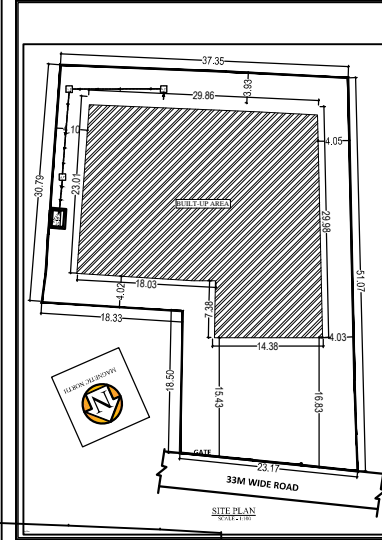 37.35
3.93
29.86
4.10
4.05
30.79
23.01
BUILT-UP AREA
29.98
51.07
18.03
4.02
7.38
18.33
14.38
4.03
MAGNETIC NORTH
N
18.50
15.43
16.83
GATE
23.17
33M WIDE ROAD
SITE PLAN
SCALE - 1:100